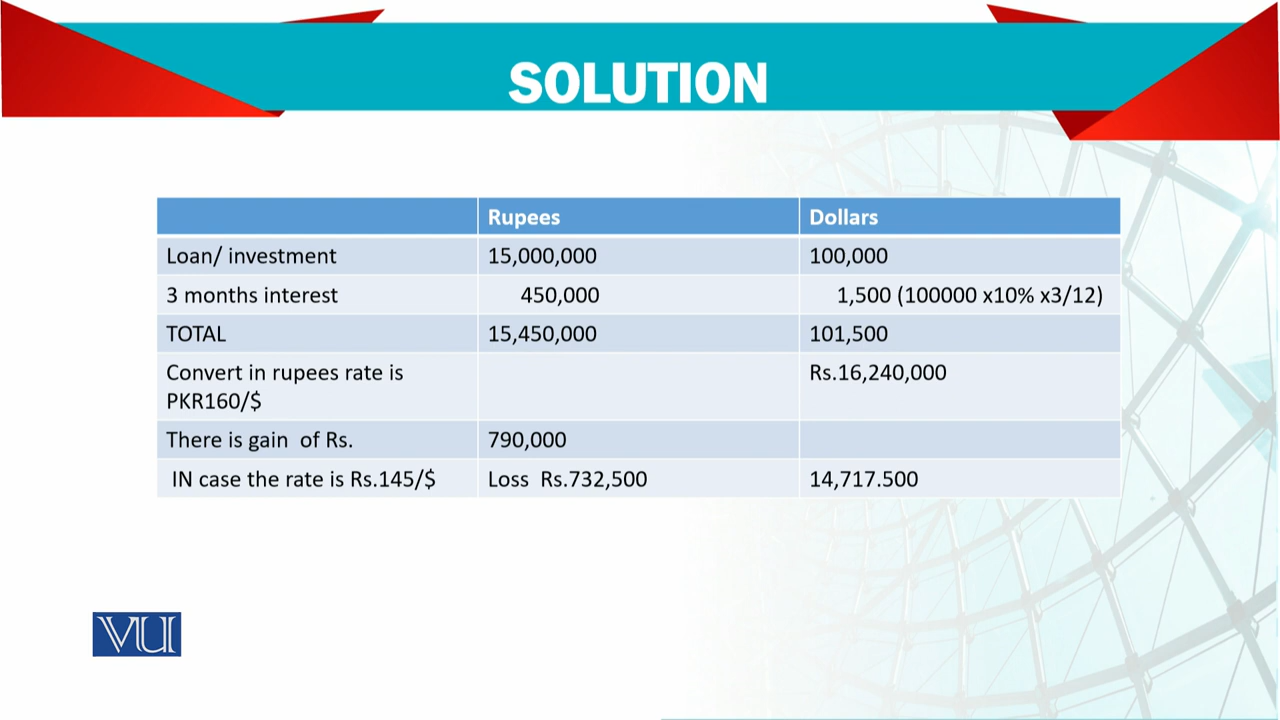 SOLUTION
Rupees Dollars
Loan/ investment 15,000,000 100,000
3 months interest 450,000 1,500 (100000 x10% x3/12)
TOTAL 15,450,000 101,500
Convert in rupees rate is Rs.16,240,000
PKR160/$
There is gain of Rs. 790,000
IN case the rate is Rs.145/$ Loss Rs.732,500 14,717.500
VU